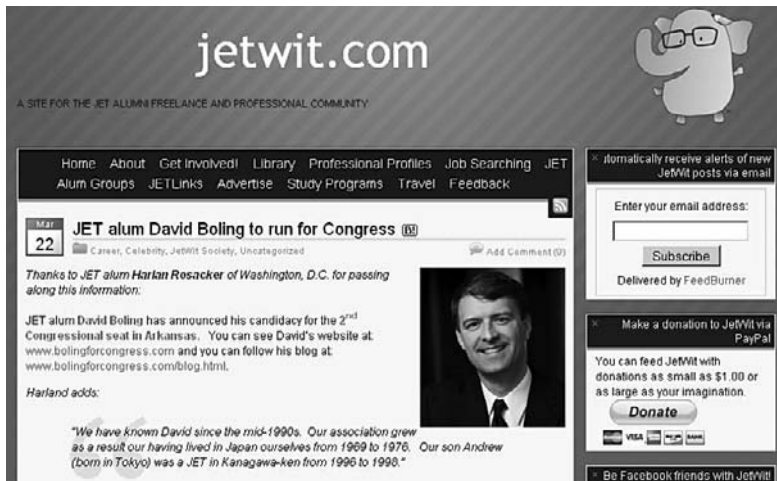 jetwit.com
A SITE FOR THE JET ALUMNI FREELANCE AND PROFESSIONAL COMMUNITY
Home About Get Involved! Library Professional Profiles Job Searching JET
Alum Groups JETLinks Advertise Study Programs Travel Feedback
Mar
22
JET alum David Boling to run for Congress
Career, Celebrity, JetWit Society, Uncategorized
Add Comment (0)
Thanks to JET alum Harlan Rosacker of Washington, D.C. for passing
along this information:
JET alum David Boling has announced his candidacy for the 2nd
Congressional seat in Arkansas. You can see David's website at
www.bolingforcongress.com and you can follow his blog at
www.bolingforcongress.com/blog.html.
Harland adds:
"We have known David since the mid-1990s. Our association grew
as a result our having lived in Japan ourselves from 1969 to 1976. Our son Andrew
(born in Tokyo) was a JET in Kanagawa-ken from 1996 to 1998."
utomatically receive alerts of new
JetWit posts via email
Enter your email address:
Subscribe
Delivered by FeedBurner
Make a donation to JetWit via
PayPal
You can feed JetWit with
donations as small as $1.00 or
as large as your imagination.
Donate
VISA
BANK
Be Facebook friends with JetWit!